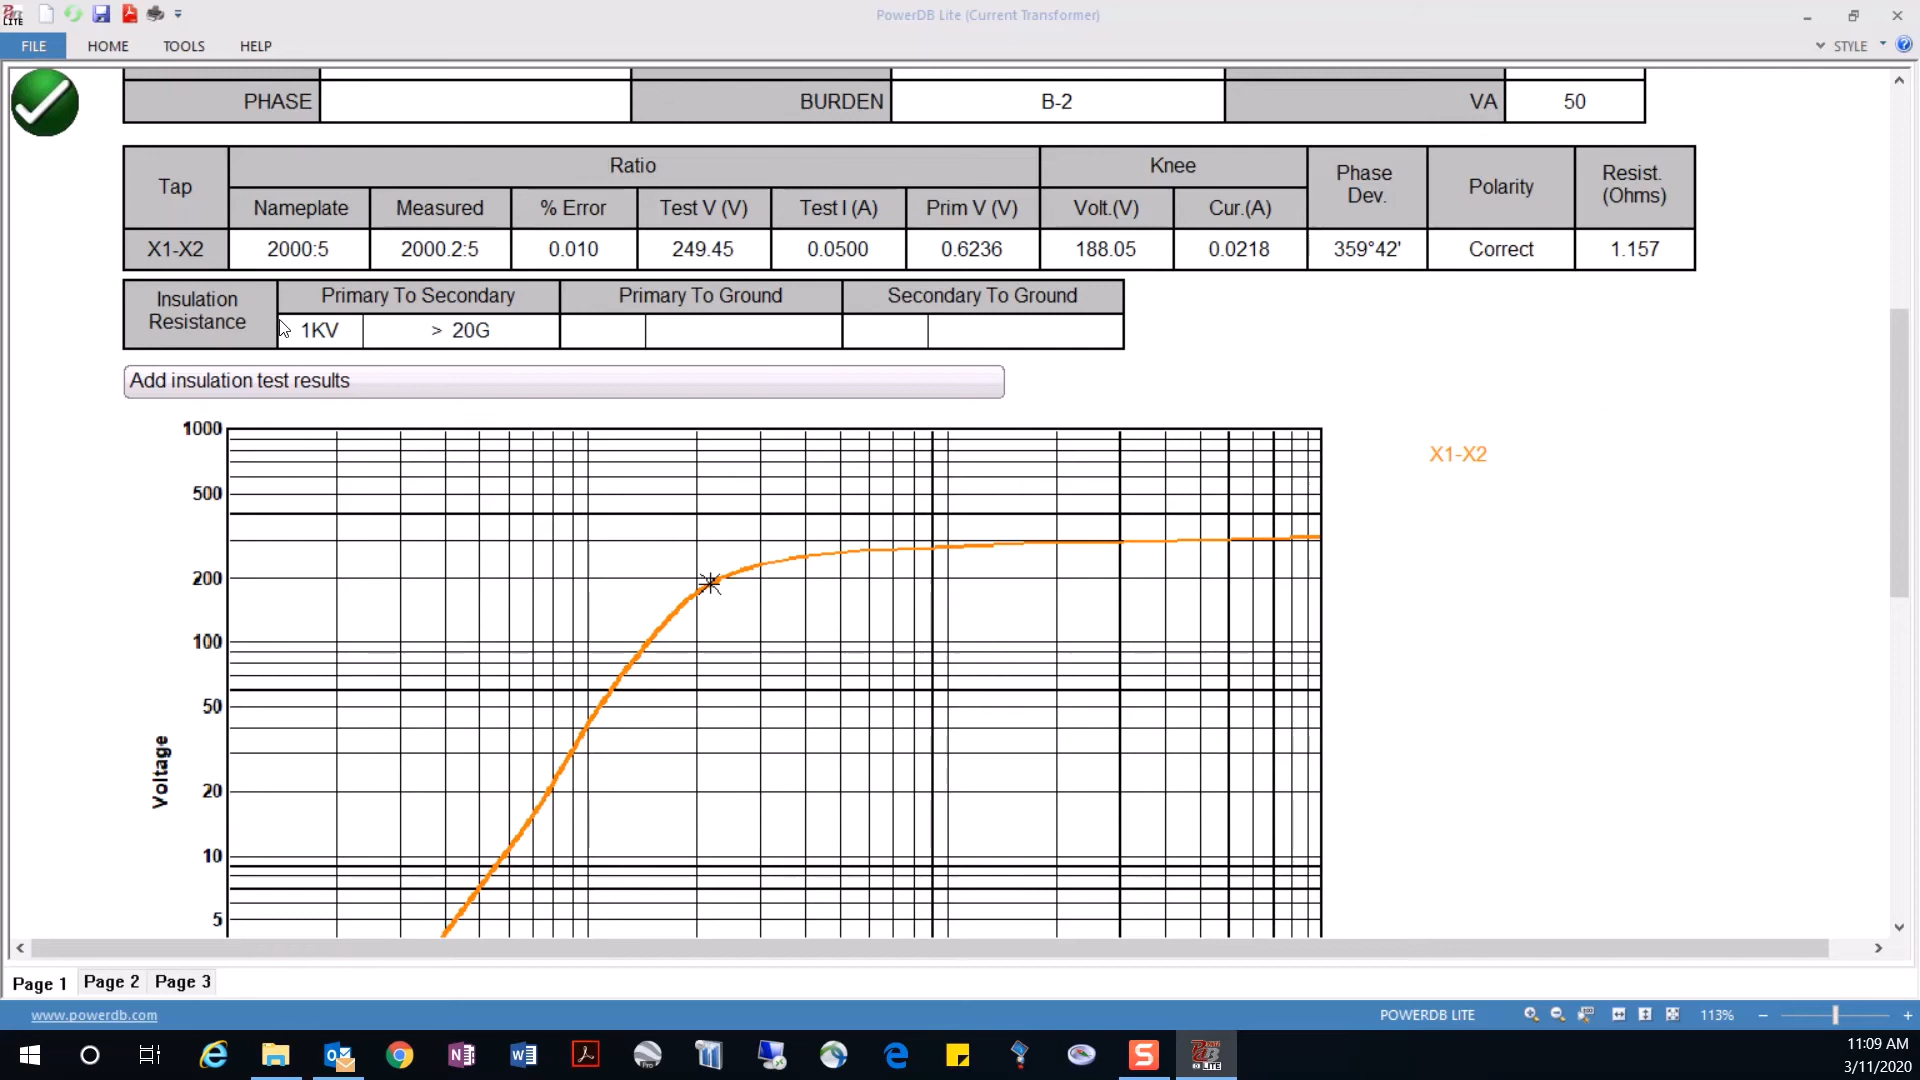 PowerDB Lite (Current Transformer)
FILE HOME TOOLS HELP STYLE
PHASE BURDEN B-2 VA 50
Tap Ratio Knee Phase Dev. Polarity Resist. (Ohms)
Nameplate Measured % Error Test V (V) Test I (A) Prim V (V) Volt.(V) Cur.(A)
X1-X2 2000:5 2000.2:5 0.010 249.45 0.0500 0.6236 188.05 0.0218 359°42' Correct 1.157
Insulation Resistance Primary To Secondary Primary To Ground Secondary To Ground
1KV > 20G
Add insulation test results
1000
X1-X2
500
200
100
50
Voltage
20
10
5
Page 1 Page 2 Page 3
www.powerdb.com POWERDB LITE 113%
11:09 AM
3/11/2020